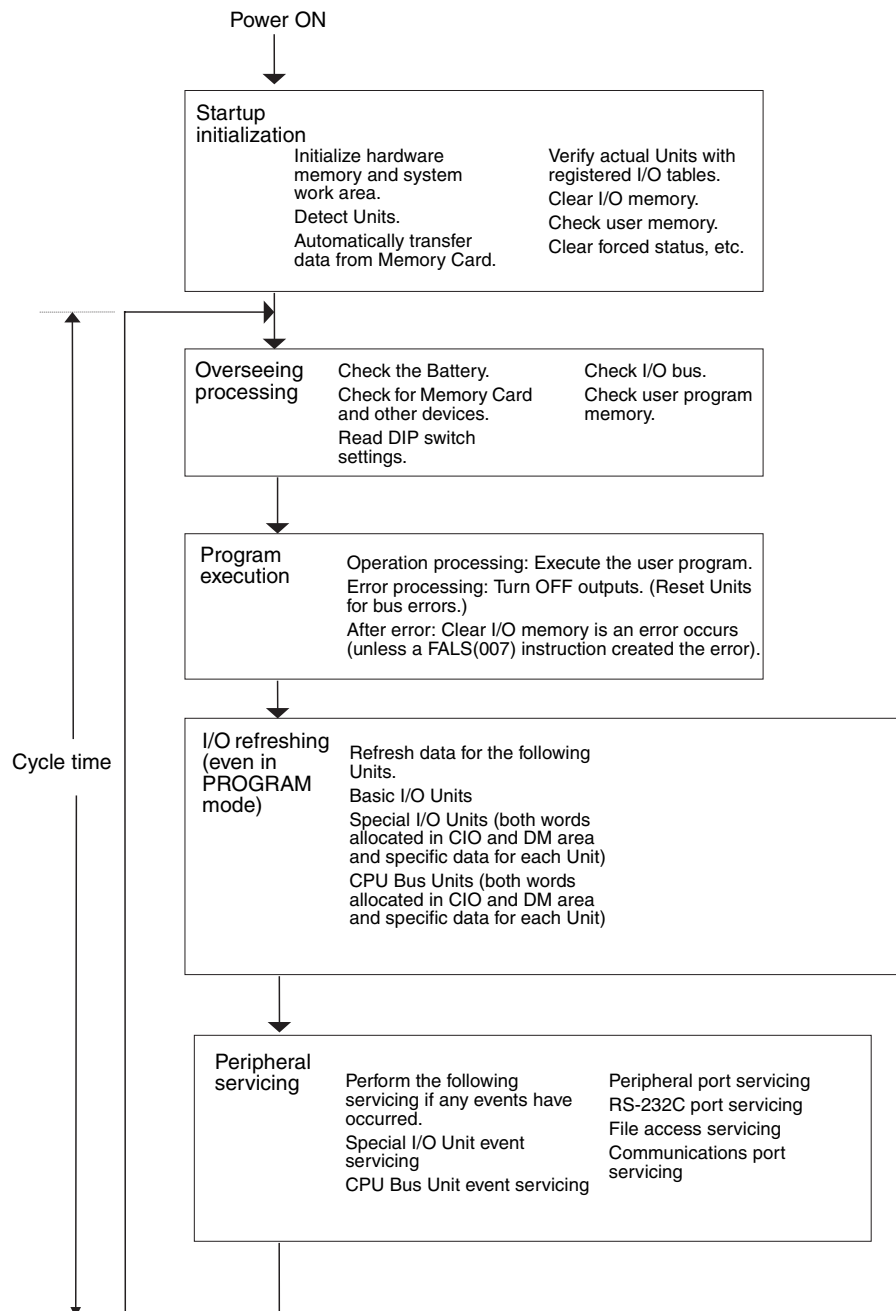 Power ON
Startup
initialization
Initialize hardware
memory and system
work area.
Detect Units.
Automatically transfer
data from Memory Card.
Verify actual Units with
registered I/O tables.
Clear I/O memory.
Check user memory.
Clear forced status, etc.
Overseeing
processing
Check the Battery.
Check for Memory Card
and other devices.
Read DIP switch
settings.
Check I/O bus.
Check user program
memory.
Program
execution
Operation processing: Execute the user program.
Error processing: Turn OFF outputs. (Reset Units
for bus errors.)
After error: Clear I/O memory is an error occurs
(unless a FALS(007) instruction created the error).
Cycle time
I/O refreshing
(even in
PROGRAM
mode)
Refresh data for the following
Units.
Basic I/O Units
Special I/O Units (both words
allocated in CIO and DM area
and specific data for each Unit)
CPU Bus Units (both words
allocated in CIO and DM area
and specific data for each Unit)
Peripheral
servicing
Perform the following
servicing if any events have
occurred.
Special I/O Unit event
servicing
CPU Bus Unit event servicing
Peripheral port servicing
RS-232C port servicing
File access servicing
Communications port
servicing